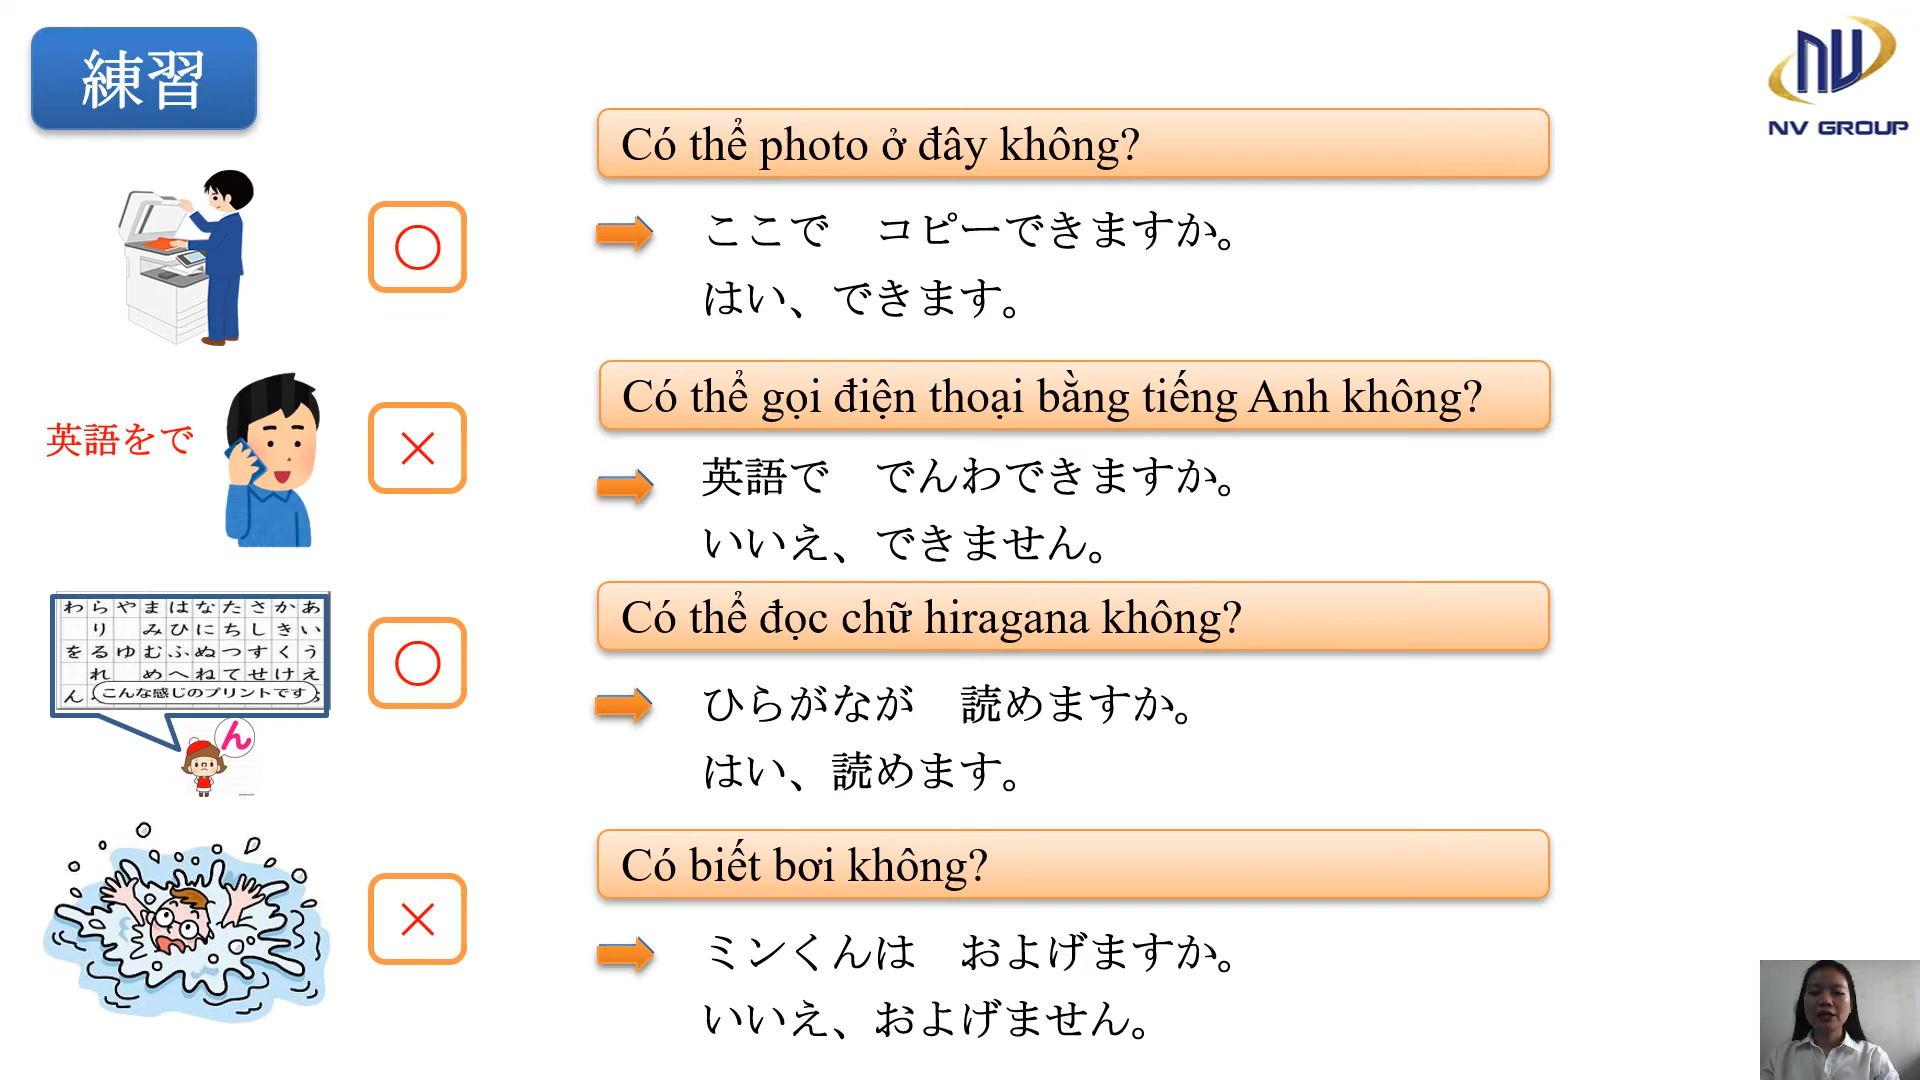 練習
NV GROUP
Có thể photo ở đây không?
ここで　コピーできますか。
はい、できます。
Có thể gọi điện thoại bằng tiếng Anh không?
英語をで
英語で　でんわできますか。
いいえ、できません。
Có thể đọc chữ hiragana không?
わらやまはなたさかあ
り みひにちしきい
をるゆむふぬつすくう
れ めへねてせけえ
ん
こんな感じのプリントです
ん
ひらがなが　読めますか。
はい、読めます。
Có biết bơi không?
ミンくんは　およげますか。
いいえ、およげません。